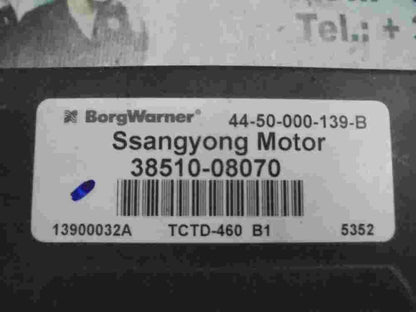 Tel.: +
BorgWarner® 44-50-000-139-B
Ssangyong Motor
38510-08070
13900032A TCTD-460 B1 5352